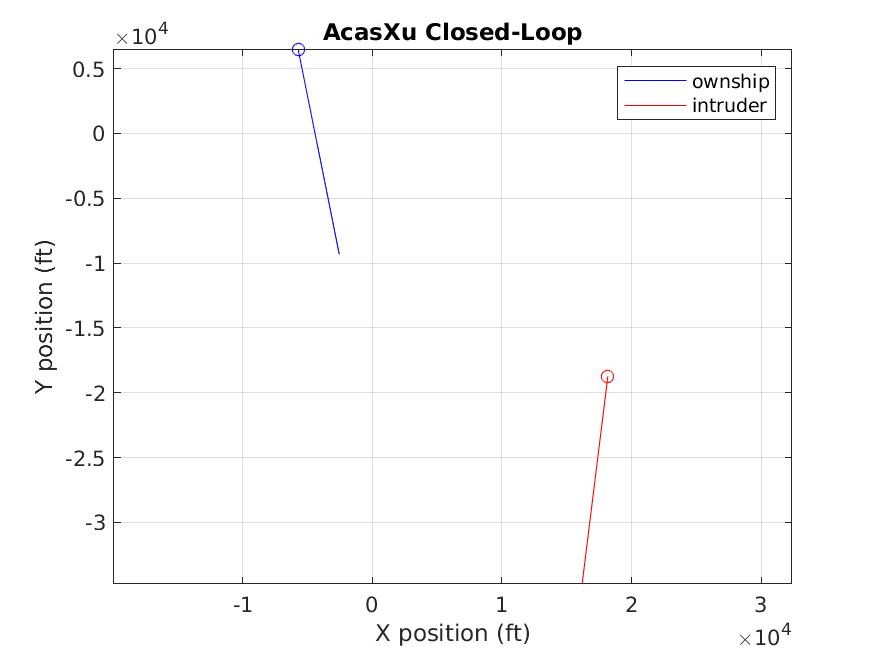 AcasXu Closed-Loop
×10⁴
0.5
0
-0.5
-1
-1.5
-2
-2.5
-3
Y position (ft)
ownship
intruder
-1 0 1 2 3
X position (ft)
×10⁴